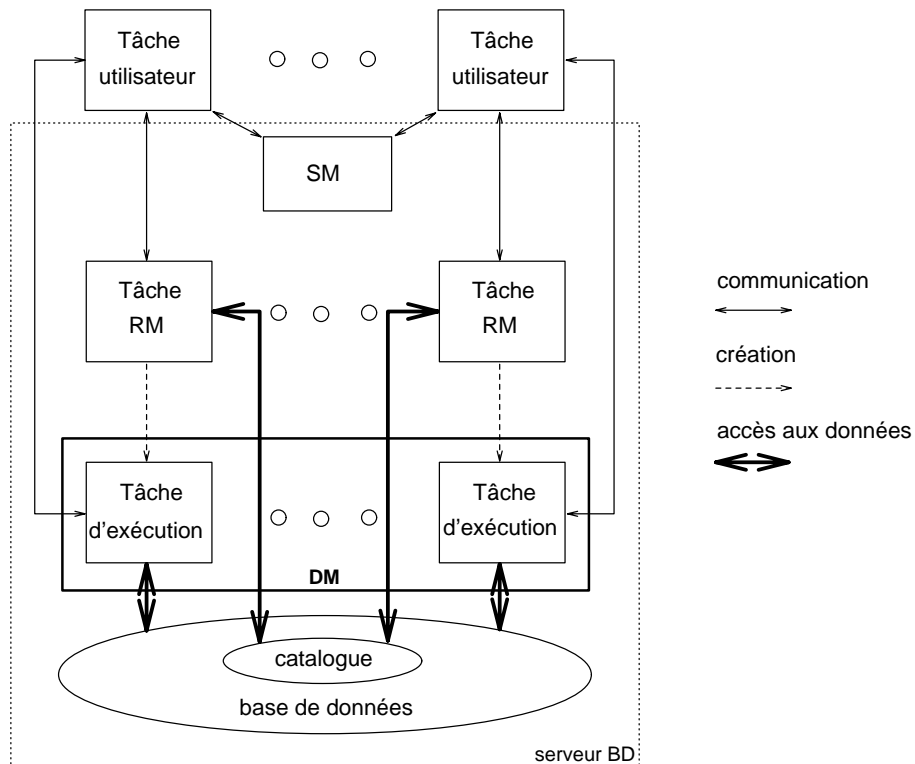 Tâche
utilisateur
Tâche
utilisateur
SM
Tâche
RM
Tâche
RM
communication
création
accès aux données
Tâche
d'exécution
Tâche
d'exécution
DM
catalogue
base de données
serveur BD